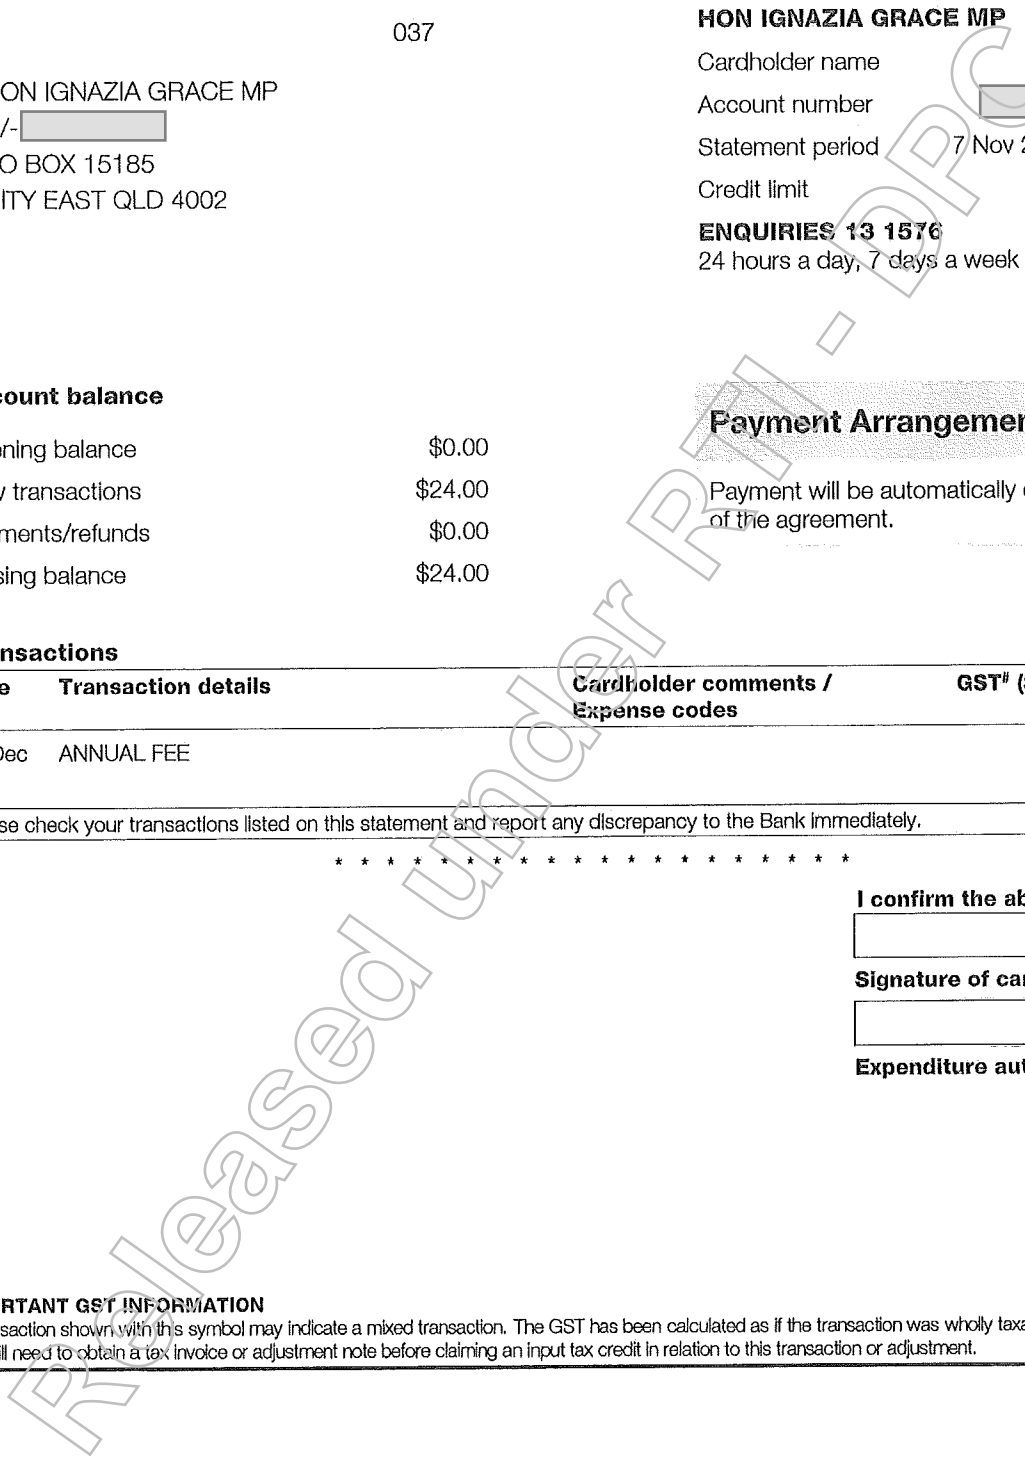 037
ON IGNAZIA GRACE MP
/-
O BOX 15185
ITY EAST QLD 4002
HON IGNAZIA GRACE MP
Cardholder name
Account number
Statement period 7 Nov 2
Credit limit
ENQUIRIES 13 1576
24 hours a day, 7 days a week
count balance
ning balance $0.00
v transactions $24.00
ments/refunds $0.00
sing balance $24.00
Payment Arrangemen
Payment will be automatically
of the agreement.
nsactions
e Transaction details Cardholder comments / GST# (
Expense codes
Dec ANNUAL FEE
se check your transactions listed on this statement and report any discrepancy to the Bank immediately.
* * * * * * * * * * * * * * * * * * * *
I confirm the ab
Signature of car
Expenditure aut
RTANT GST INFORMATION
saction shown with this symbol may indicate a mixed transaction. The GST has been calculated as if the transaction was wholly taxa
ll need to obtain a tax invoice or adjustment note before claiming an input tax credit in relation to this transaction or adjustment.
Released under RTI - DPC